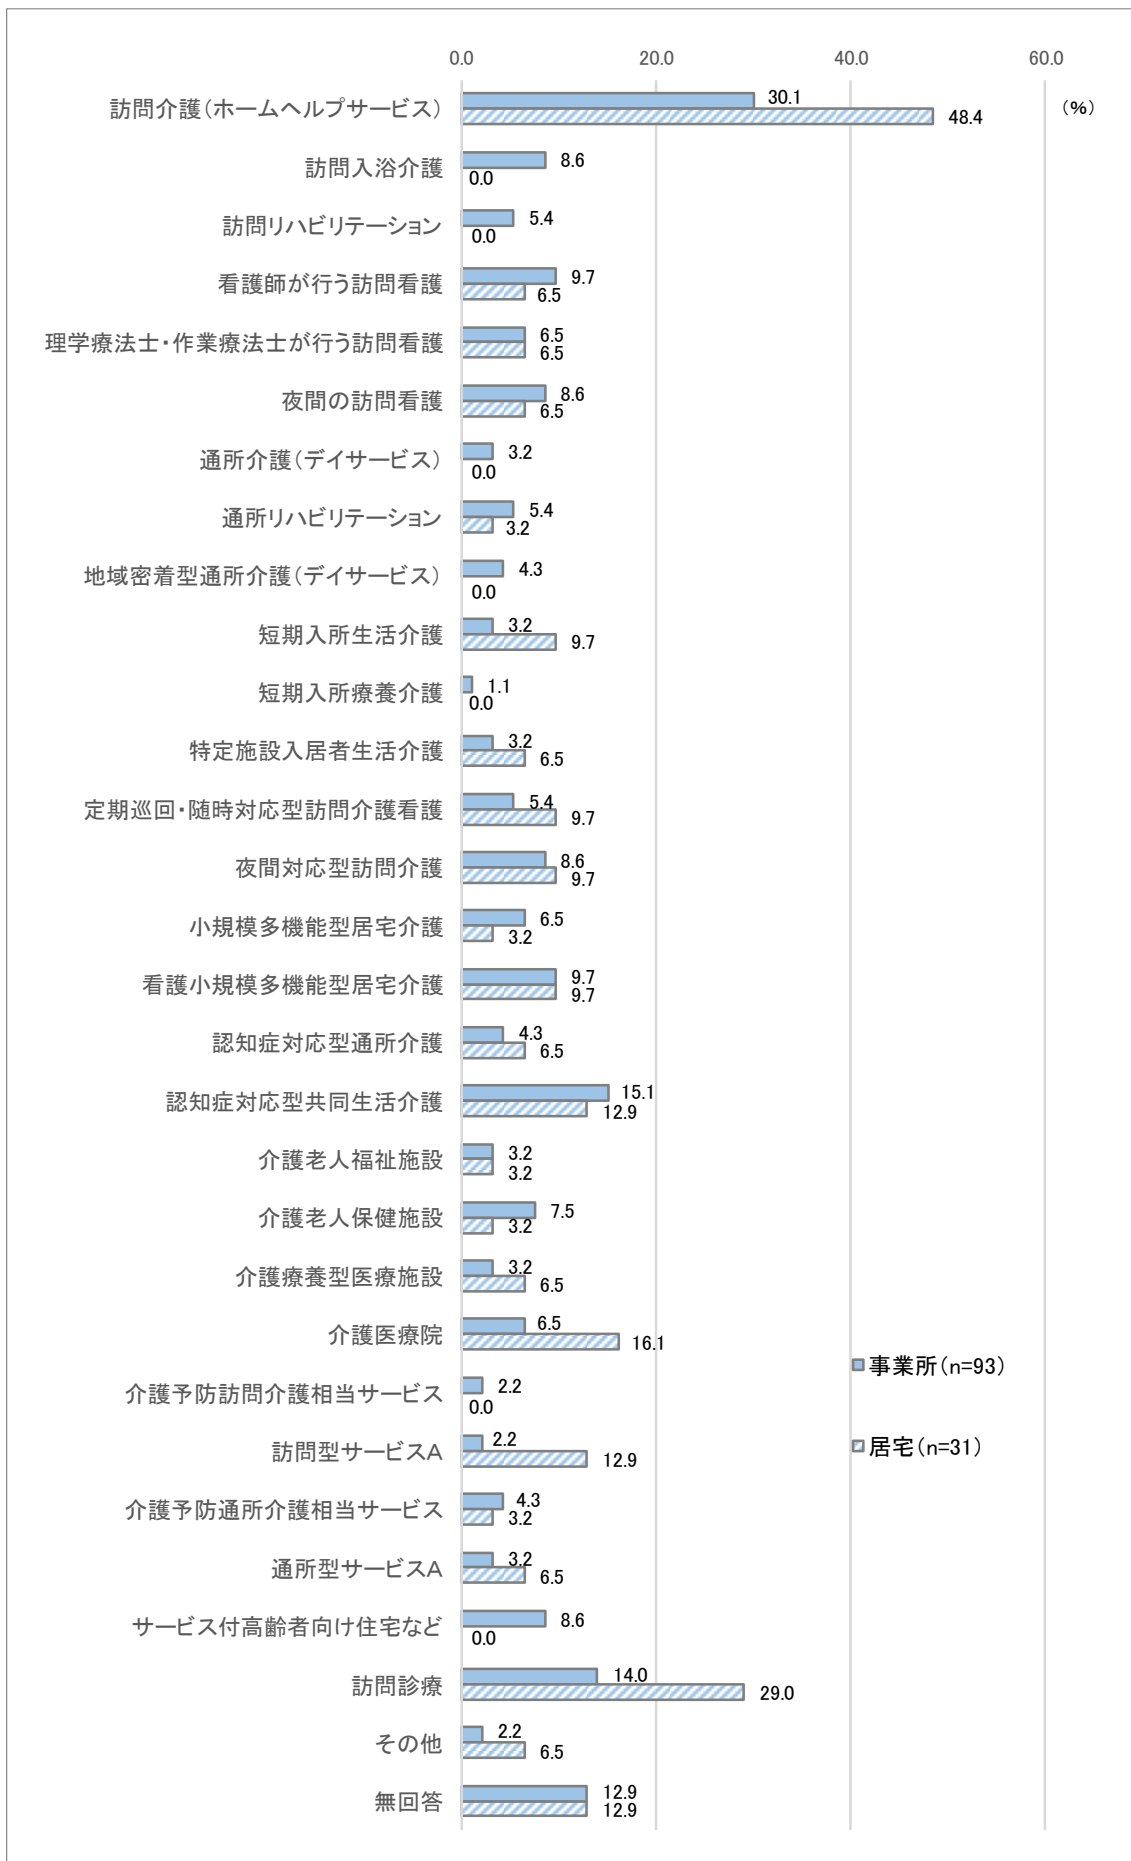 0.0 20.0 40.0 60.0
(%)
訪問介護(ホームヘルプサービス) 30.1 48.4
訪問入浴介護 8.6 0.0
訪問リハビリテーション 5.4 0.0
看護師が行う訪問看護 9.7 6.5
理学療法士・作業療法士が行う訪問看護 6.5 6.5
夜間の訪問看護 8.6 6.5
通所介護(デイサービス) 3.2 0.0
通所リハビリテーション 5.4 3.2
地域密着型通所介護(デイサービス) 4.3 0.0
短期入所生活介護 3.2 9.7
短期入所療養介護 1.1 0.0
特定施設入居者生活介護 3.2 6.5
定期巡回・随時対応型訪問介護看護 5.4 9.7
夜間対応型訪問介護 8.6 9.7
小規模多機能型居宅介護 6.5 3.2
看護小規模多機能型居宅介護 9.7 9.7
認知症対応型通所介護 4.3 6.5
認知症対応型共同生活介護 15.1 12.9
介護老人福祉施設 3.2 3.2
介護老人保健施設 7.5 3.2
介護療養型医療施設 3.2 6.5
介護医療院 6.5 16.1
介護予防訪問介護相当サービス 2.2 0.0
訪問型サービスA 2.2 12.9
介護予防通所介護相当サービス 4.3 3.2
通所型サービスA 3.2 6.5
サービス付高齢者向け住宅など 8.6 0.0
訪問診療 14.0 29.0
その他 2.2 6.5
無回答 12.9 12.9
事業所(n=93)
居宅(n=31)